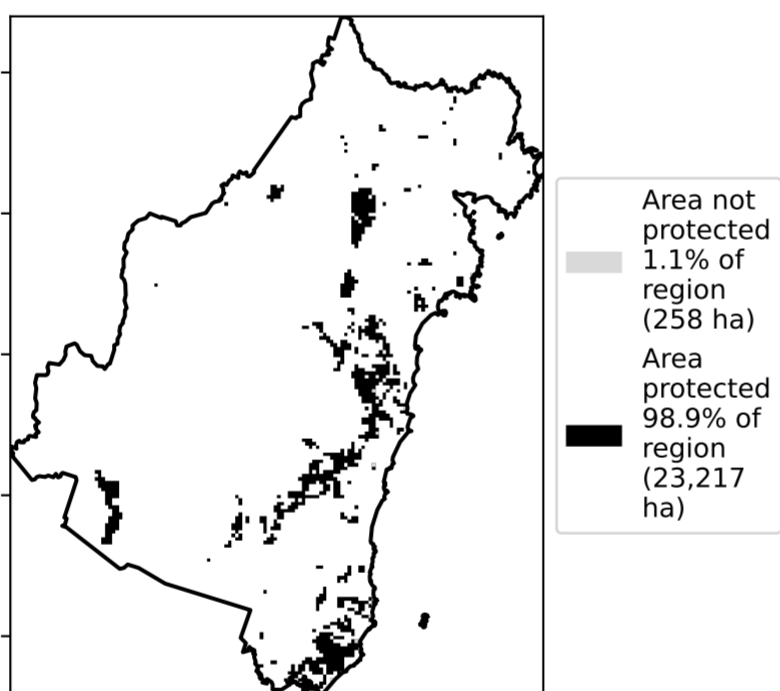 Area not
protected
1.1% of
region
(258 ha)
Area
protected
98.9% of
region
(23,217
ha)